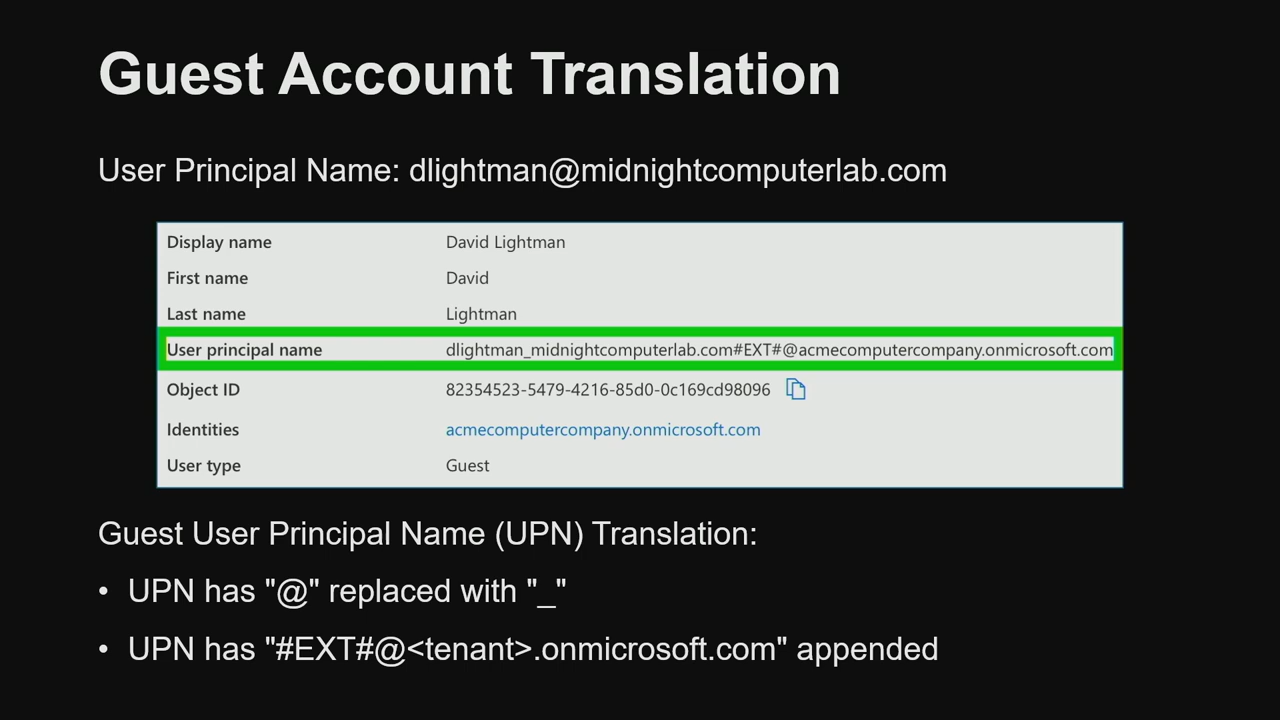 Guest Account Translation
User Principal Name: dlightman@midnightcomputerlab.com
Display name David Lightman
First name David
Last name Lightman
User principal name dlightman_midnightcomputerlab.com#EXT#@acmecomputercompany.onmicrosoft.com
Object ID 82354523-5479-4216-85d0-0c169cd98096
Identities acmecomputercompany.onmicrosoft.com
User type Guest
Guest User Principal Name (UPN) Translation:
• UPN has "@" replaced with "_"
• UPN has "#EXT#@<tenant>.onmicrosoft.com" appended